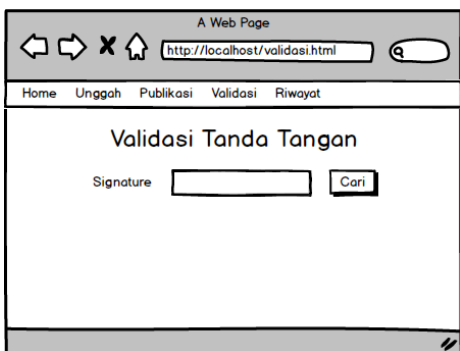 A Web Page
http://localhost/validasi.html
Home Unggah Publikasi Validasi Riwayat
Validasi Tanda Tangan
Signature Cari